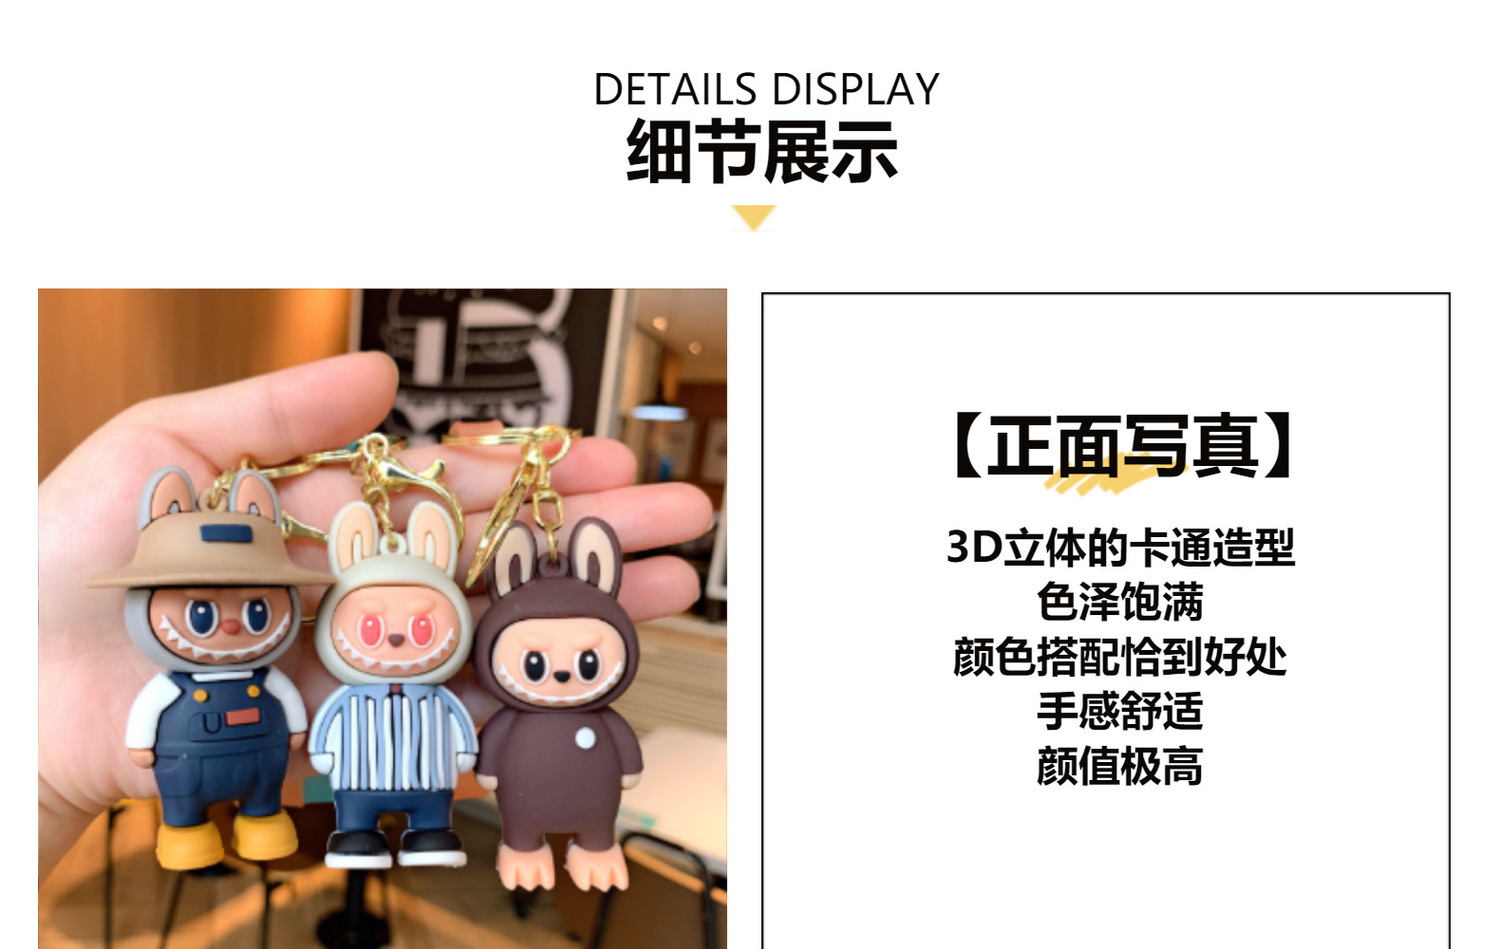 DETAILS DISPLAY
细节展示
【正面写真】
3D立体的卡通造型
色泽饱满
颜色搭配恰到好处
手感舒适
颜值极高